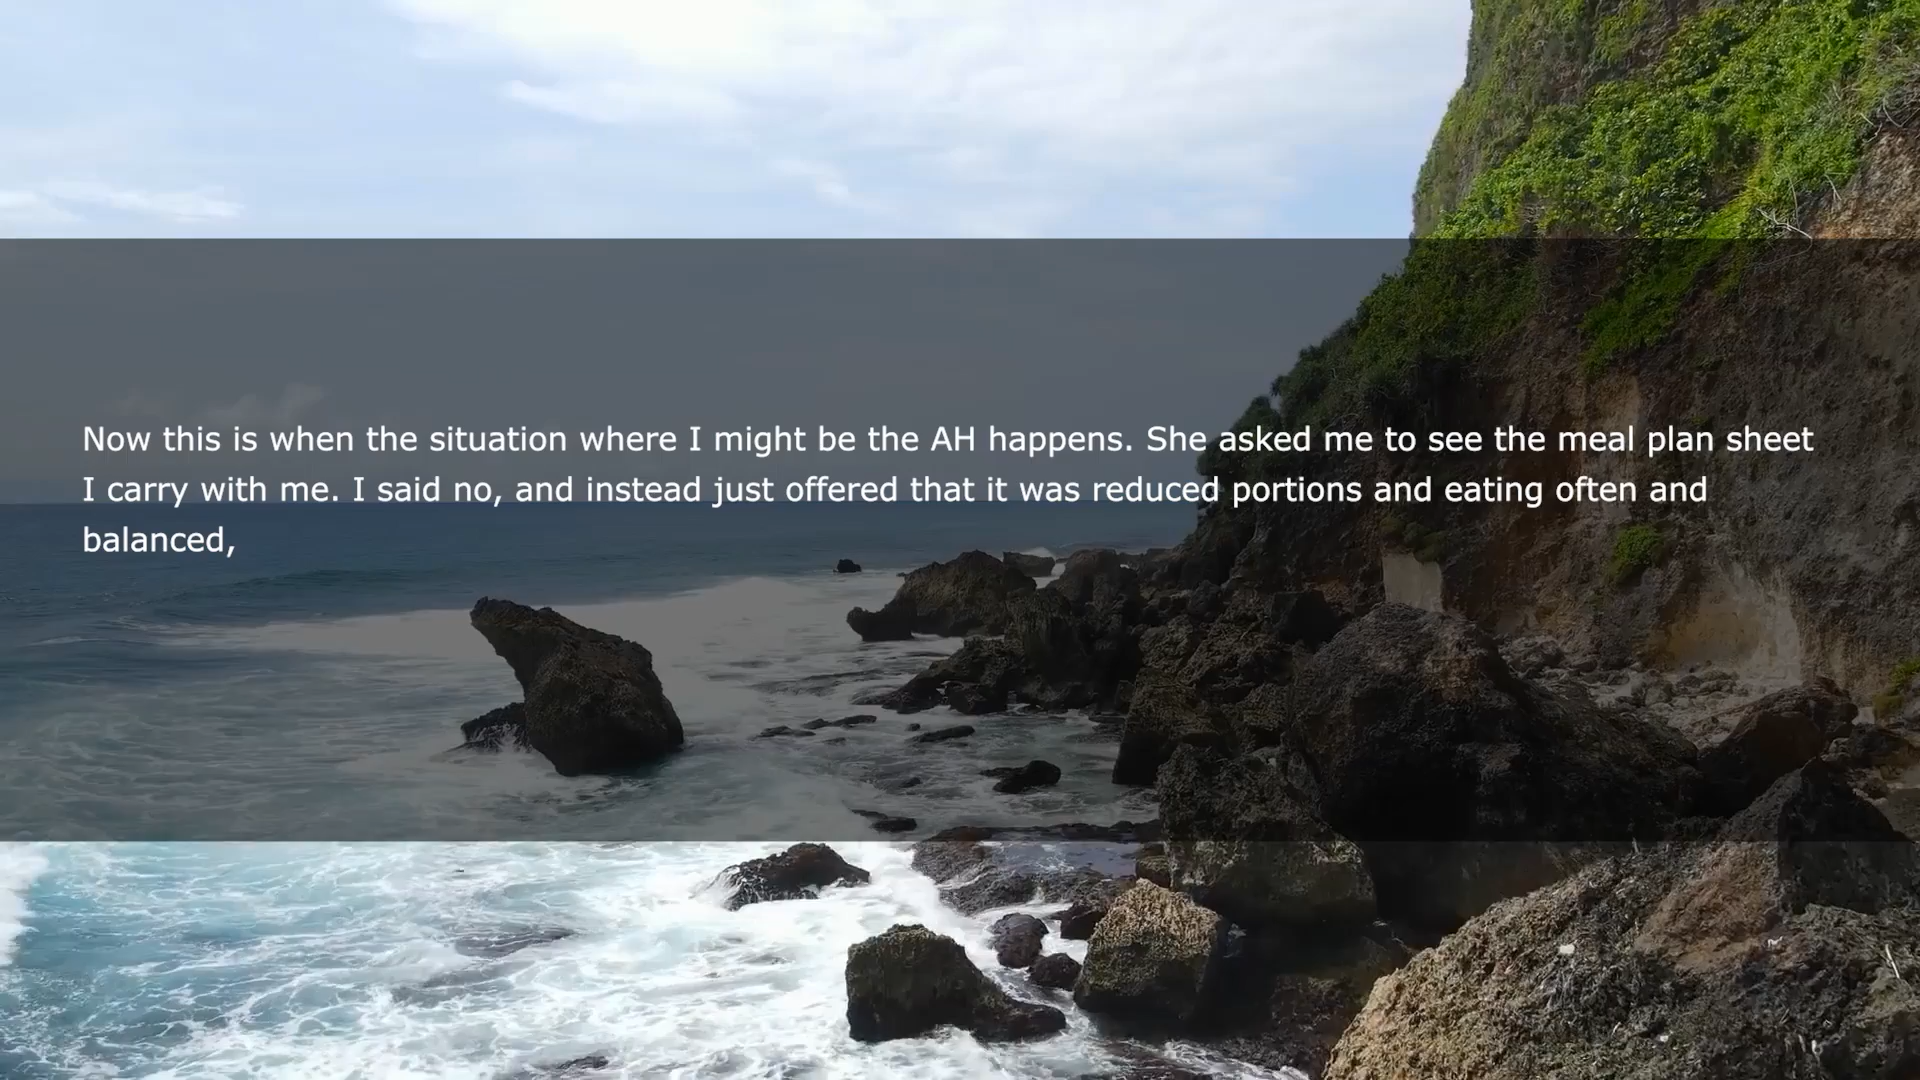 Now this is when the situation where I might be the AH happens. She asked me to see the meal plan sheet
I carry with me. I said no, and instead just offered that it was reduced portions and eating often and
balanced,